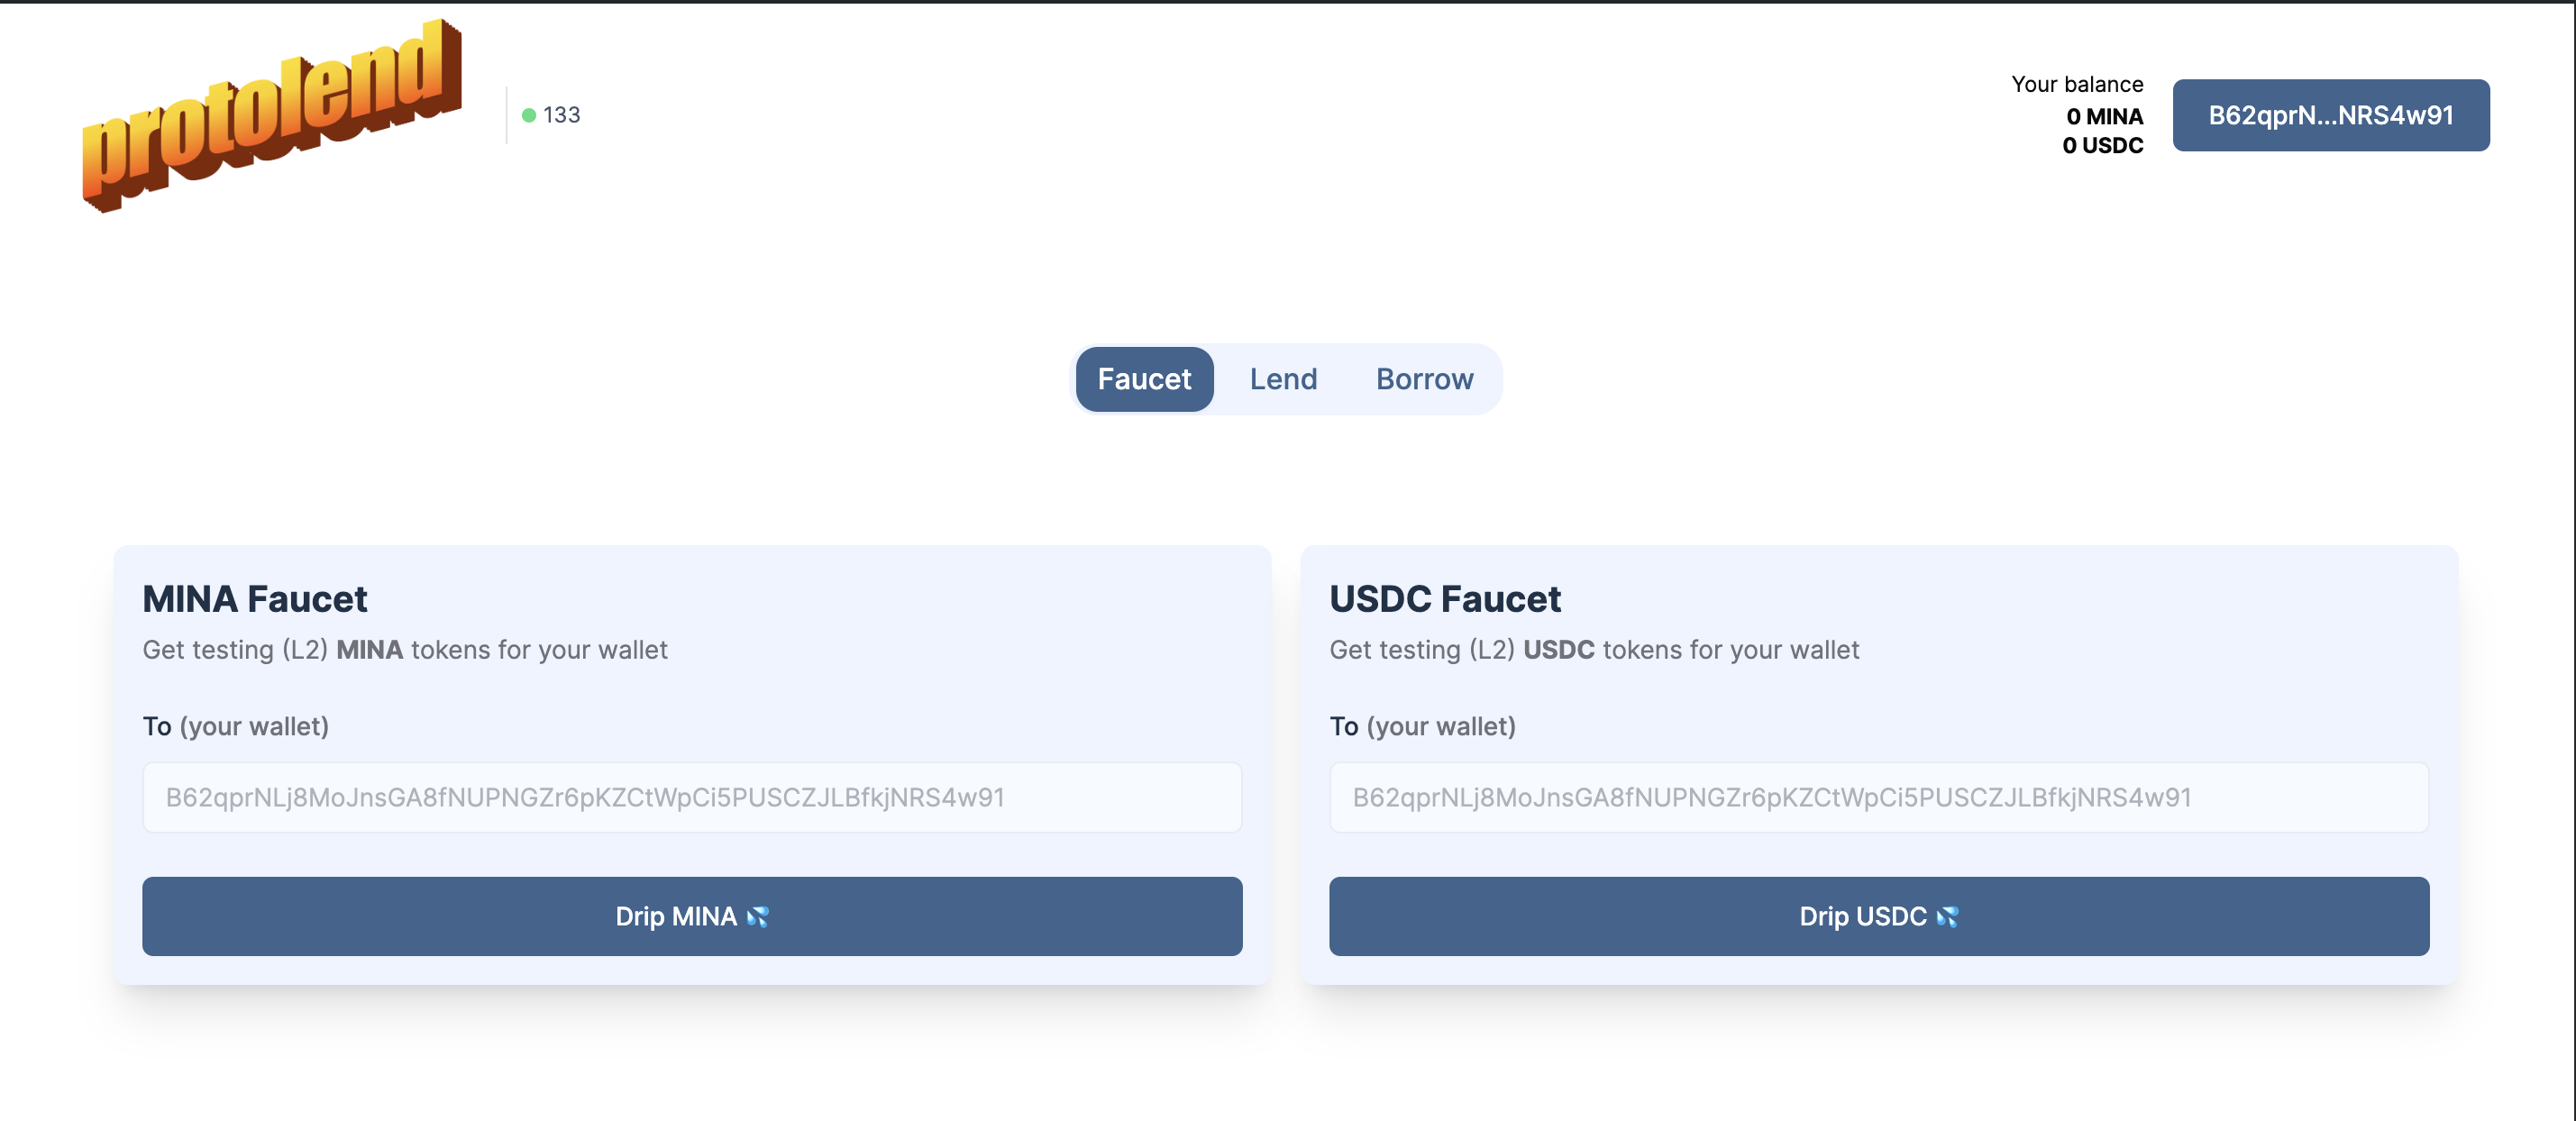 protolend
133
Your balance
0 MINA
0 USDC
B62qprN...NRS4w91
Faucet
Lend
Borrow
MINA Faucet
Get testing (L2) MINA tokens for your wallet
To (your wallet)
B62qprNLj8MoJnsGA8fNUPNGZr6pKZCtWpCi5PUSCZJLBfkjNRS4w91
Drip MINA 💦
USDC Faucet
Get testing (L2) USDC tokens for your wallet
To (your wallet)
B62qprNLj8MoJnsGA8fNUPNGZr6pKZCtWpCi5PUSCZJLBfkjNRS4w91
Drip USDC 💦